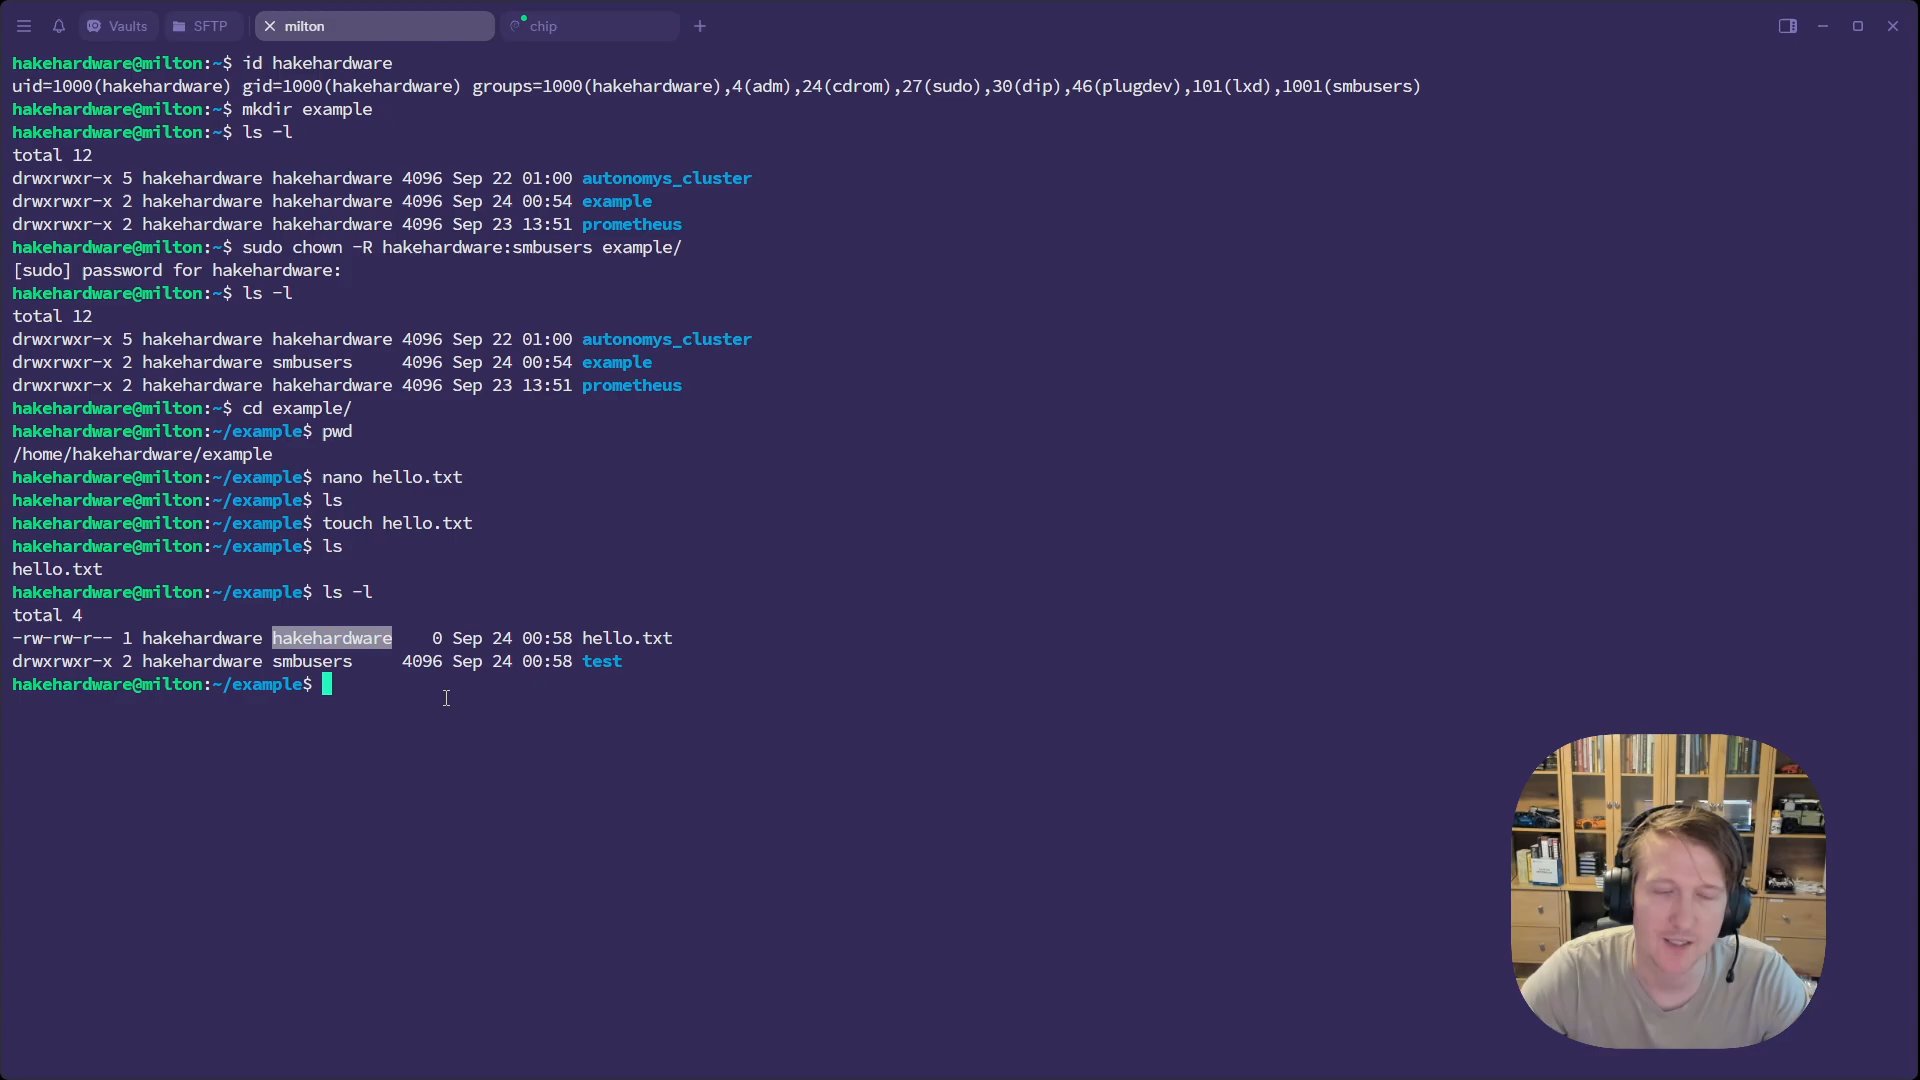 Vaults SFTP milton chip
hakehardware@milton:~$ id hakehardware
uid=1000(hakehardware) gid=1000(hakehardware) groups=1000(hakehardware),4(adm),24(cdrom),27(sudo),30(dip),46(plugdev),101(lxd),1001(smbusers)
hakehardware@milton:~$ mkdir example
hakehardware@milton:~$ ls -l
total 12
drwxrwxr-x 5 hakehardware hakehardware 4096 Sep 22 01:00 autonomys_cluster
drwxrwxr-x 2 hakehardware hakehardware 4096 Sep 24 00:54 example
drwxrwxr-x 2 hakehardware hakehardware 4096 Sep 23 13:51 prometheus
hakehardware@milton:~$ sudo chown -R hakehardware:smbusers example/
[sudo] password for hakehardware:
hakehardware@milton:~$ ls -l
total 12
drwxrwxr-x 5 hakehardware hakehardware 4096 Sep 22 01:00 autonomys_cluster
drwxrwxr-x 2 hakehardware smbusers     4096 Sep 24 00:54 example
drwxrwxr-x 2 hakehardware hakehardware 4096 Sep 23 13:51 prometheus
hakehardware@milton:~$ cd example/
hakehardware@milton:~/example$ pwd
/home/hakehardware/example
hakehardware@milton:~/example$ nano hello.txt
hakehardware@milton:~/example$ ls
hakehardware@milton:~/example$ touch hello.txt
hakehardware@milton:~/example$ ls
hello.txt
hakehardware@milton:~/example$ ls -l
total 4
-rw-rw-r-- 1 hakehardware hakehardware    0 Sep 24 00:58 hello.txt
drwxrwxr-x 2 hakehardware smbusers     4096 Sep 24 00:58 test
hakehardware@milton:~/example$